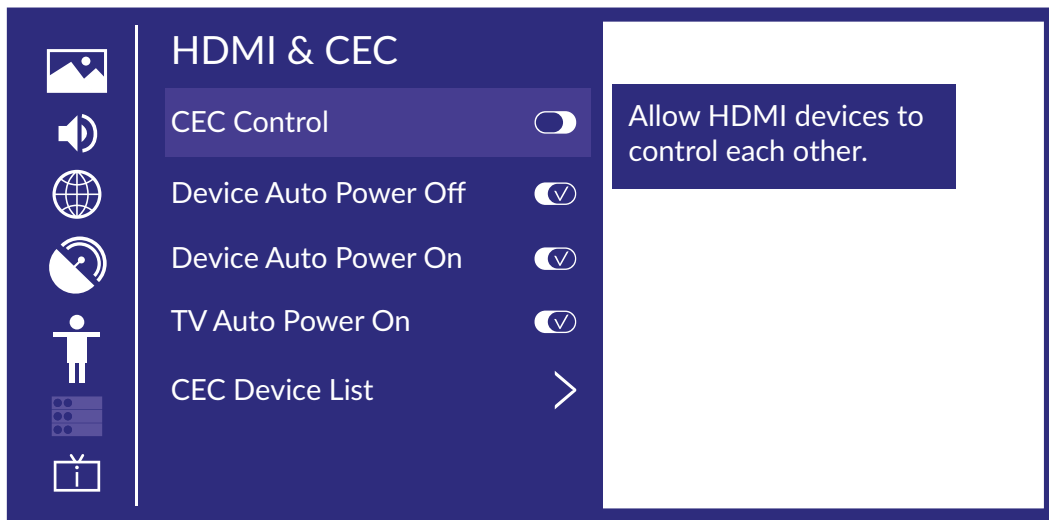 HDMI & CEC
CEC Control
Allow HDMI devices to
control each other.
Device Auto Power Off
Device Auto Power On
TV Auto Power On
CEC Device List
i